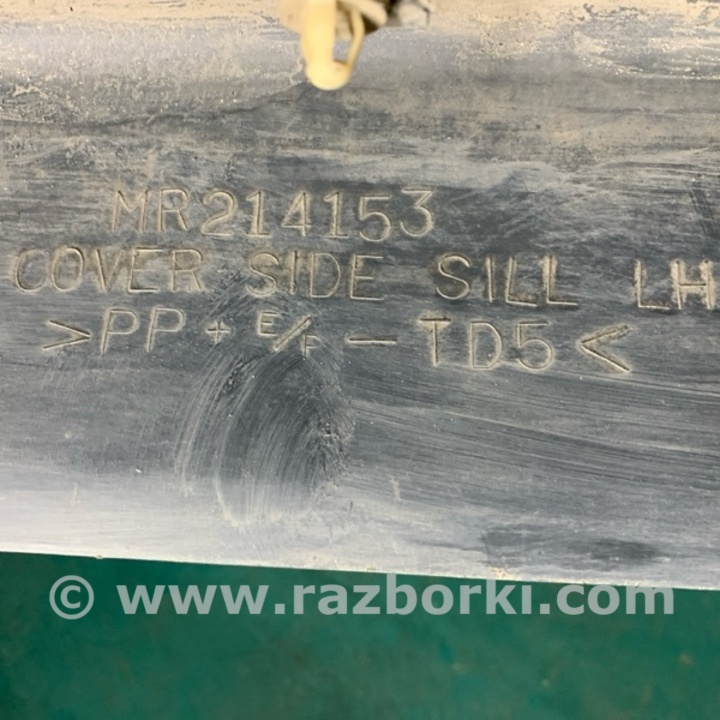 MR214153
COVER SIDE SILL LH
>PP + E/F - TD5<
© www.razborki.com